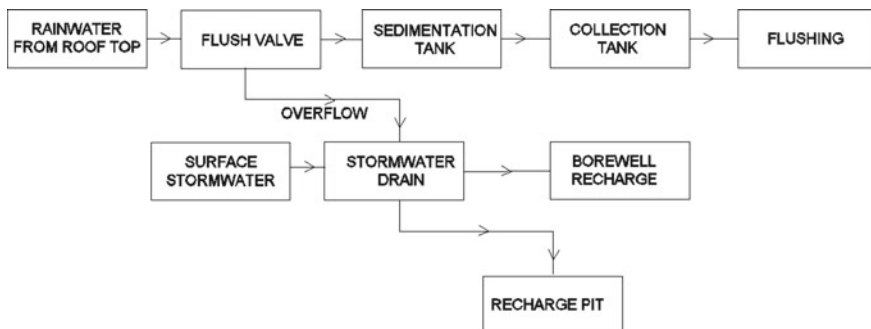 RAINWATER
FROM ROOF TOP
FLUSH VALVE
SEDIMENTATION
TANK
COLLECTION
TANK
FLUSHING
OVERFLOW
SURFACE
STORMWATER
STORMWATER
DRAIN
BOREWELL
RECHARGE
RECHARGE PIT